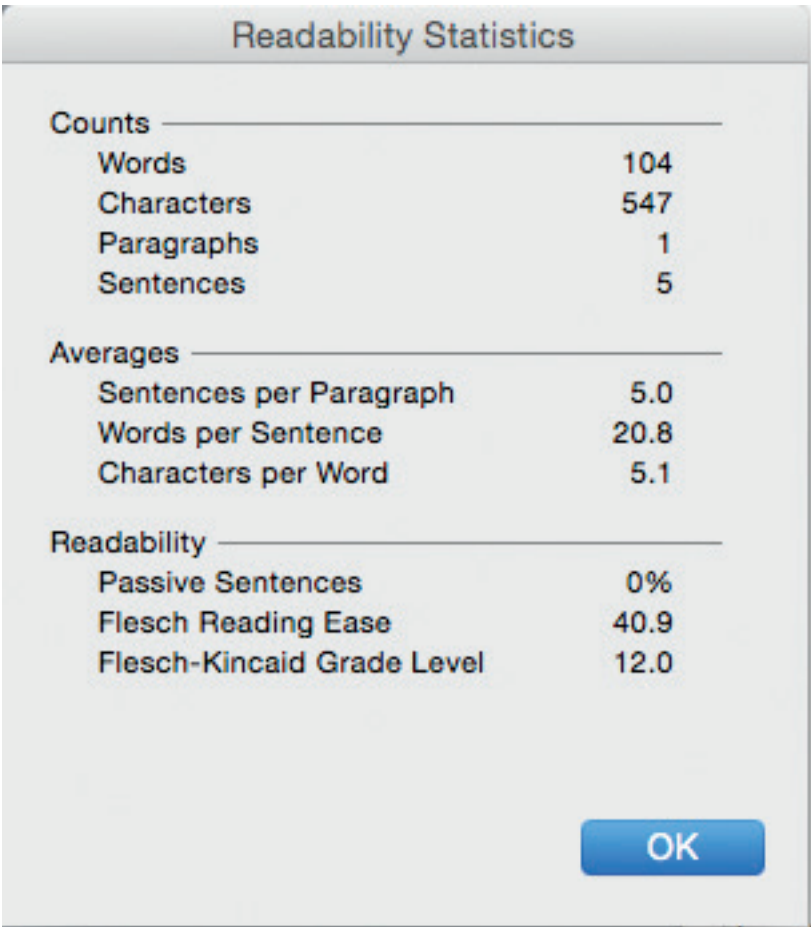 Readability Statistics
Counts
Words 104
Characters 547
Paragraphs 1
Sentences 5
Averages
Sentences per Paragraph 5.0
Words per Sentence 20.8
Characters per Word 5.1
Readability
Passive Sentences 0%
Flesch Reading Ease 40.9
Flesch-Kincaid Grade Level 12.0
OK